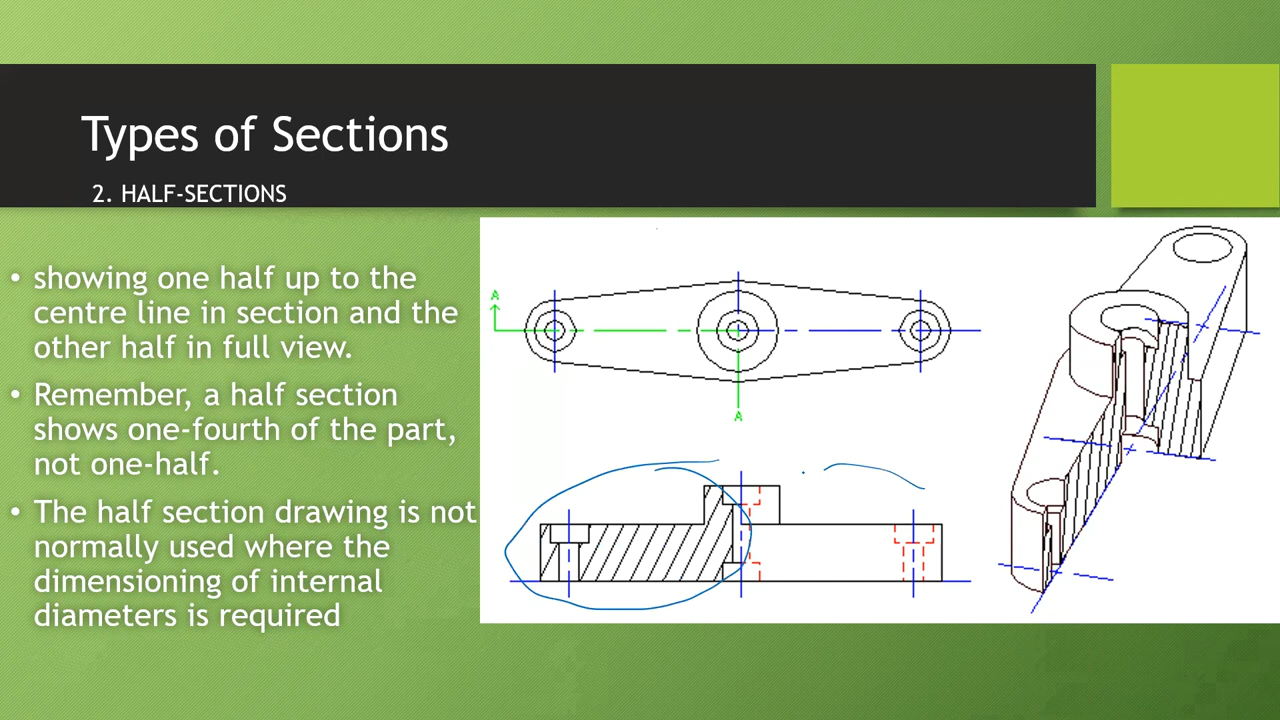 Types of Sections
2. HALF-SECTIONS
• showing one half up to the
centre line in section and the
other half in full view.
• Remember, a half section
shows one-fourth of the part,
not one-half.
• The half section drawing is not
normally used where the
dimensioning of internal
diameters is required
A
A